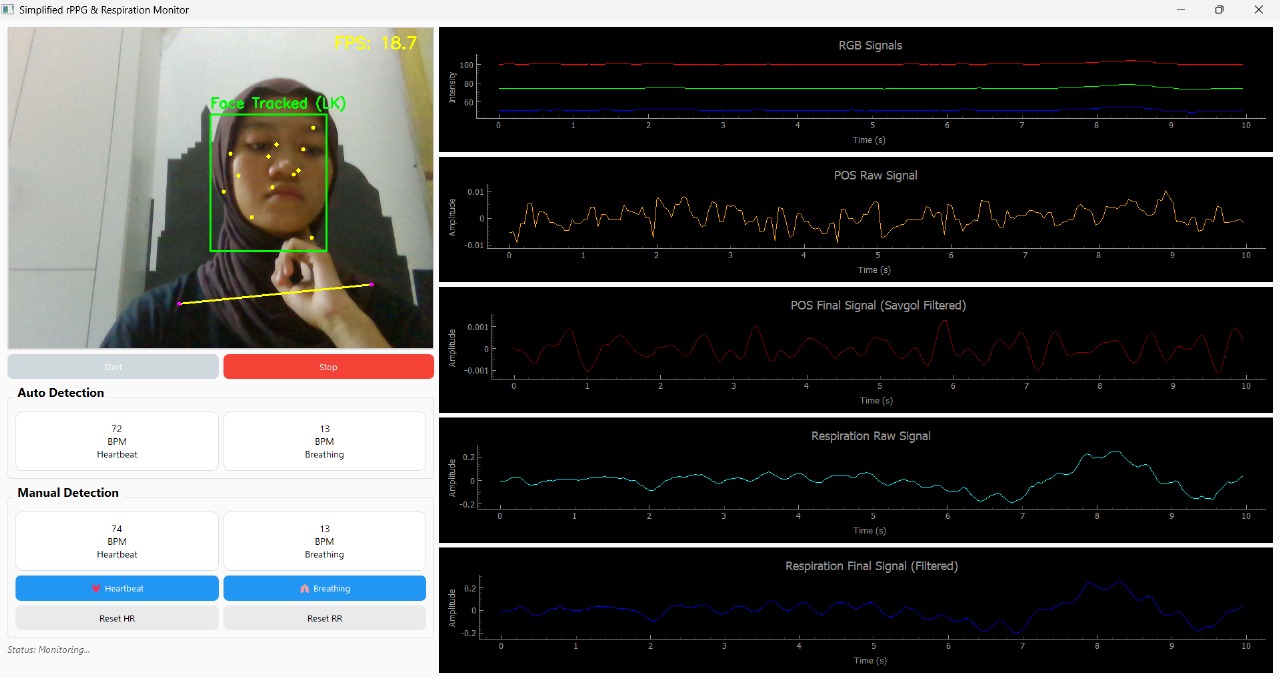 Simplified rPPG & Respiration Monitor
FPS: 18.7
Face Tracked (LK)
Start
Stop
Auto Detection
72
BPM
Heartbeat
13
BPM
Breathing
Manual Detection
74
BPM
Heartbeat
13
BPM
Breathing
Heartbeat
Breathing
Reset HR
Reset RR
Status: Monitoring...
RGB Signals
Intensity
100
80
60
0 1 2 3 4 5 6 7 8 9 10
Time (s)
POS Raw Signal
Amplitude
0.01
0
-0.01
0 1 2 3 4 5 6 7 8 9 10
Time (s)
POS Final Signal (Savgol Filtered)
Amplitude
0.001
0
-0.001
0 1 2 3 4 5 6 7 8 9 10
Time (s)
Respiration Raw Signal
Amplitude
0.2
0
-0.2
0 1 2 3 4 5 6 7 8 9 10
Time (s)
Respiration Final Signal (Filtered)
Amplitude
0.2
0
-0.2
0 1 2 3 4 5 6 7 8 9 10
Time (s)